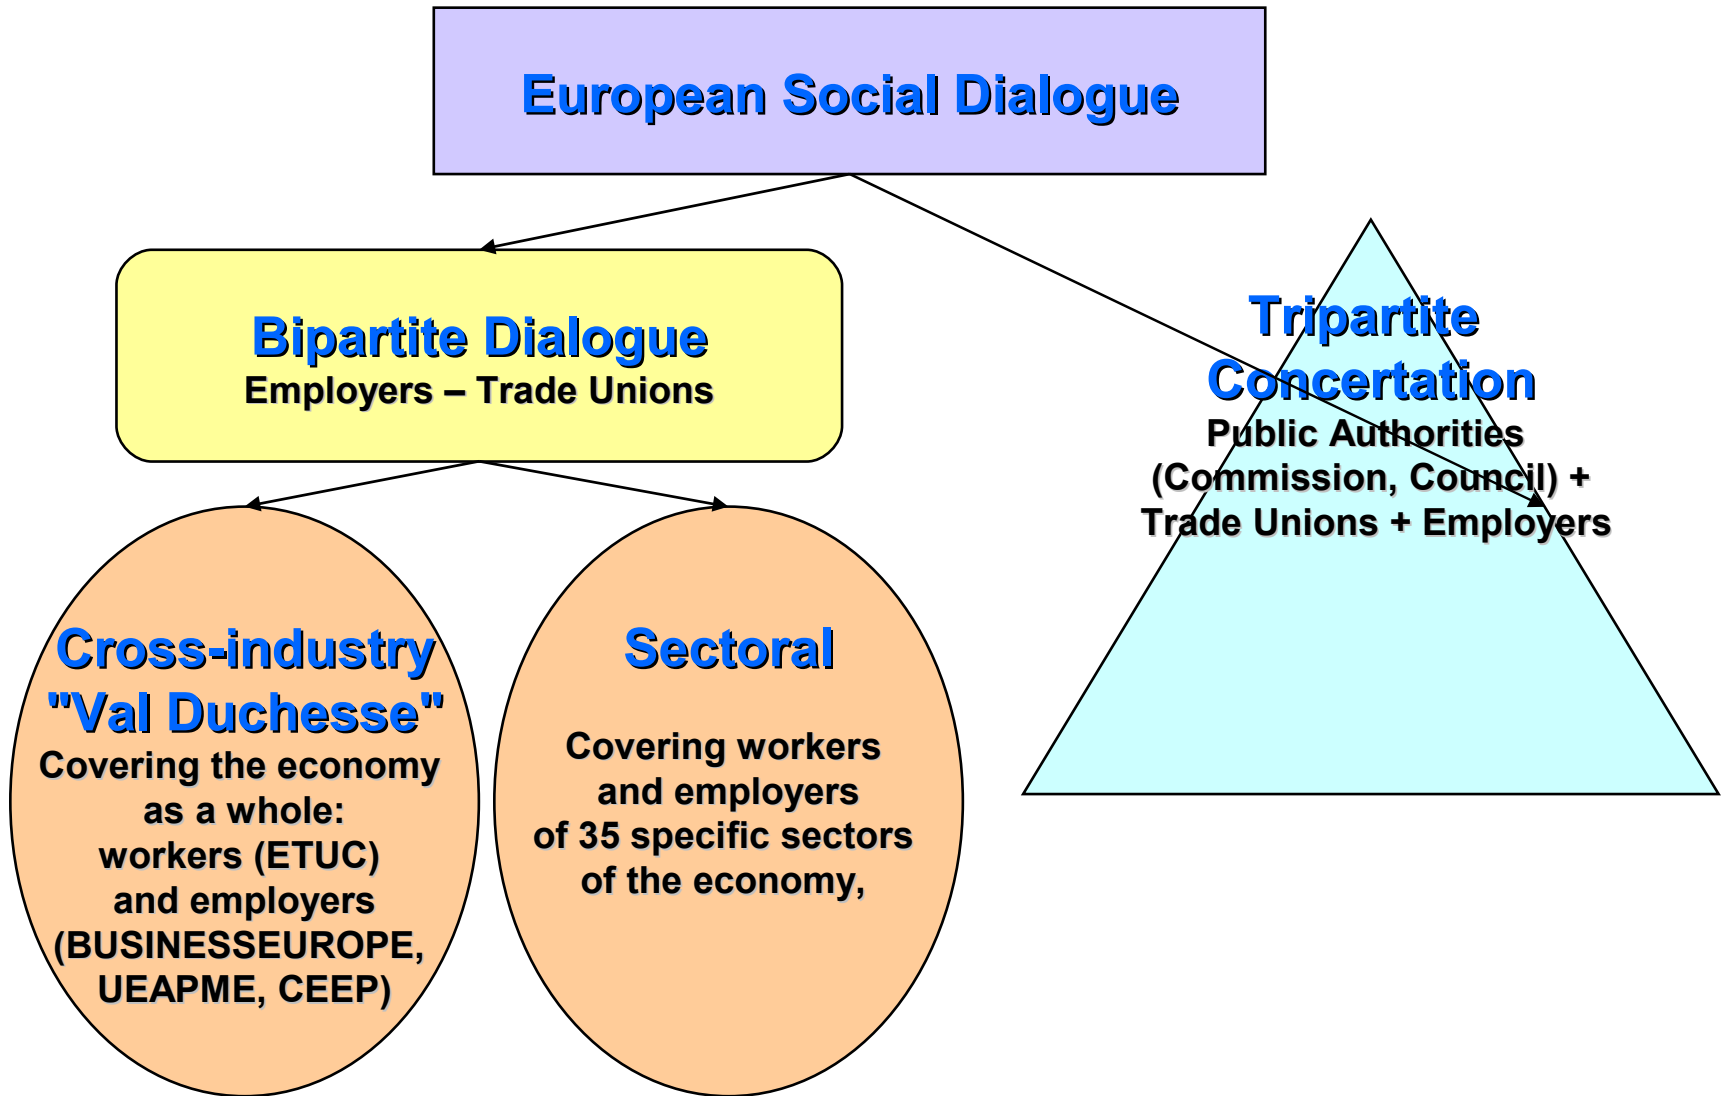 European Social Dialogue
Bipartite Dialogue
Employers – Trade Unions
Tripartite
Concertation
Public Authorities
(Commission, Council) +
Trade Unions + Employers
Cross-industry
"Val Duchesse"
Covering the economy
as a whole:
workers (ETUC)
and employers
(BUSINESSEUROPE,
UEAPME, CEEP)
Sectoral
Covering workers
and employers
of 35 specific sectors
of the economy,